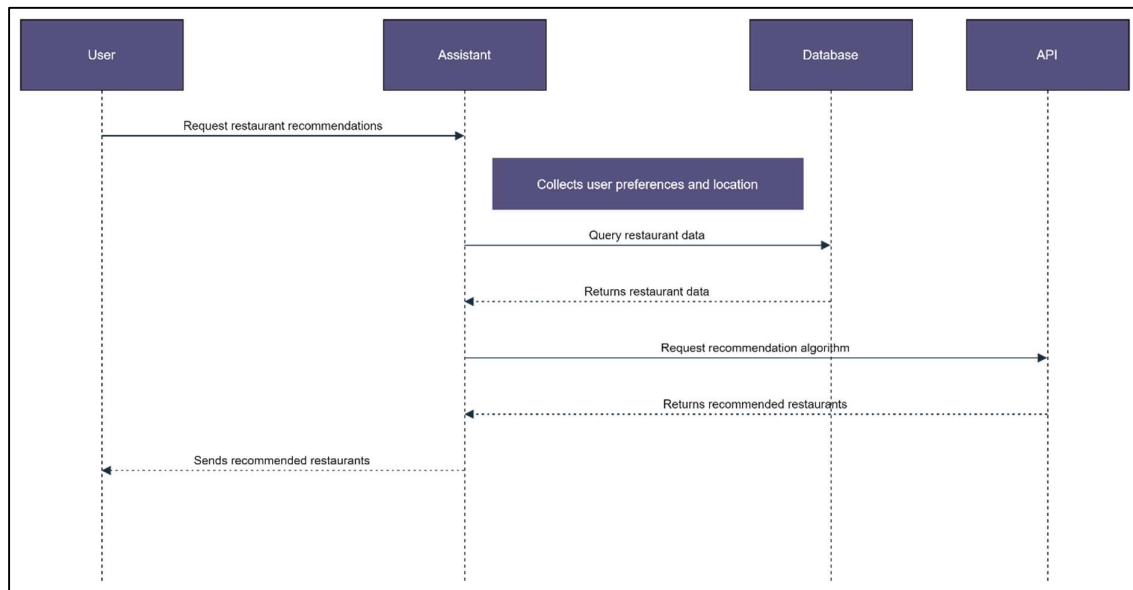 User
Assistant
Database
API
Request restaurant recommendations
Collects user preferences and location
Query restaurant data
Returns restaurant data
Request recommendation algorithm
Returns recommended restaurants
Sends recommended restaurants